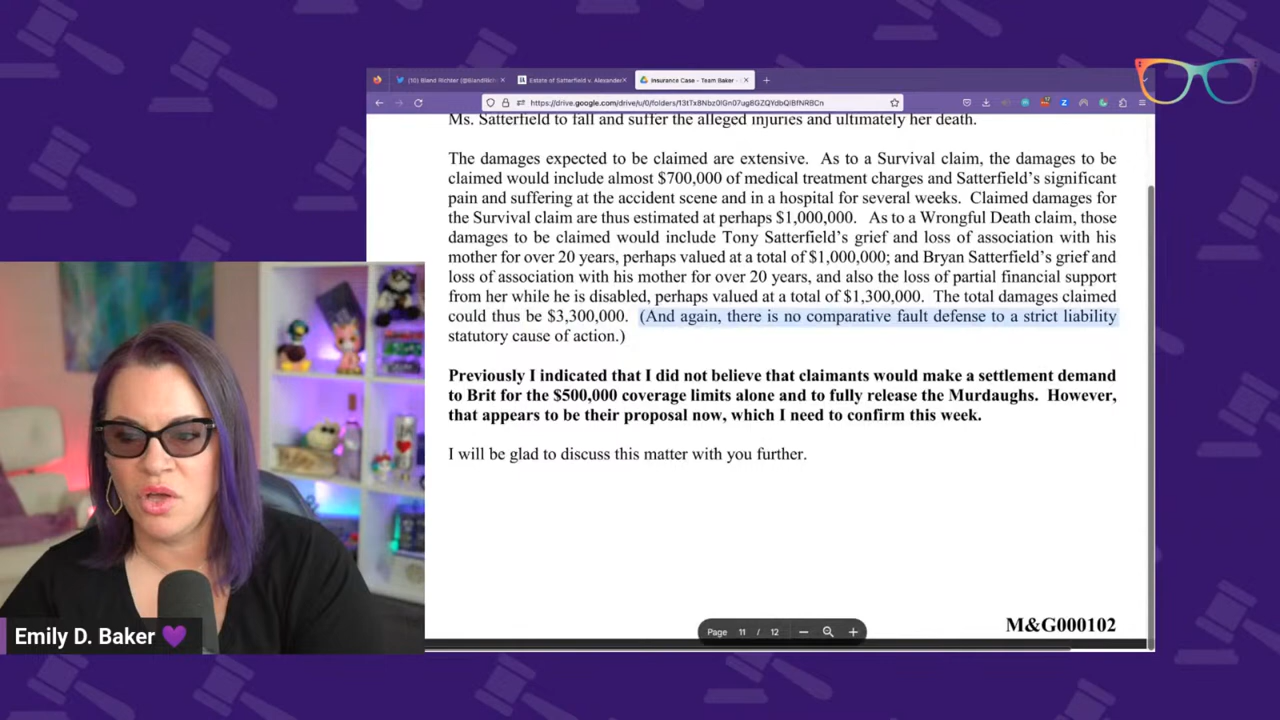 (10) Bland Richter (@BlandRich
Estate of Satterfield v. Alexander
Insurance Case - Team Baker -
Ms. Satterfield to fall and suffer the alleged injuries and ultimately her death.
The damages expected to be claimed are extensive. As to a Survival claim, the damages to be
claimed would include almost $700,000 of medical treatment charges and Satterfield's significant
pain and suffering at the accident scene and in a hospital for several weeks. Claimed damages for
the Survival claim are thus estimated at perhaps $1,000,000. As to a Wrongful Death claim, those
damages to be claimed would include Tony Satterfield's grief and loss of association with his
mother for over 20 years, perhaps valued at a total of $1,000,000; and Bryan Satterfield's grief and
loss of association with his mother for over 20 years, and also the loss of partial financial support
from her while he is disabled, perhaps valued at a total of $1,300,000. The total damages claimed
could thus be $3,300,000. (And again, there is no comparative fault defense to a strict liability
statutory cause of action.)
Previously I indicated that I did not believe that claimants would make a settlement demand
to Brit for the $500,000 coverage limits alone and to fully release the Murdaughs. However,
that appears to be their proposal now, which I need to confirm this week.
I will be glad to discuss this matter with you further.
M&G000102
Page 11 / 12
Emily D. Baker 💜